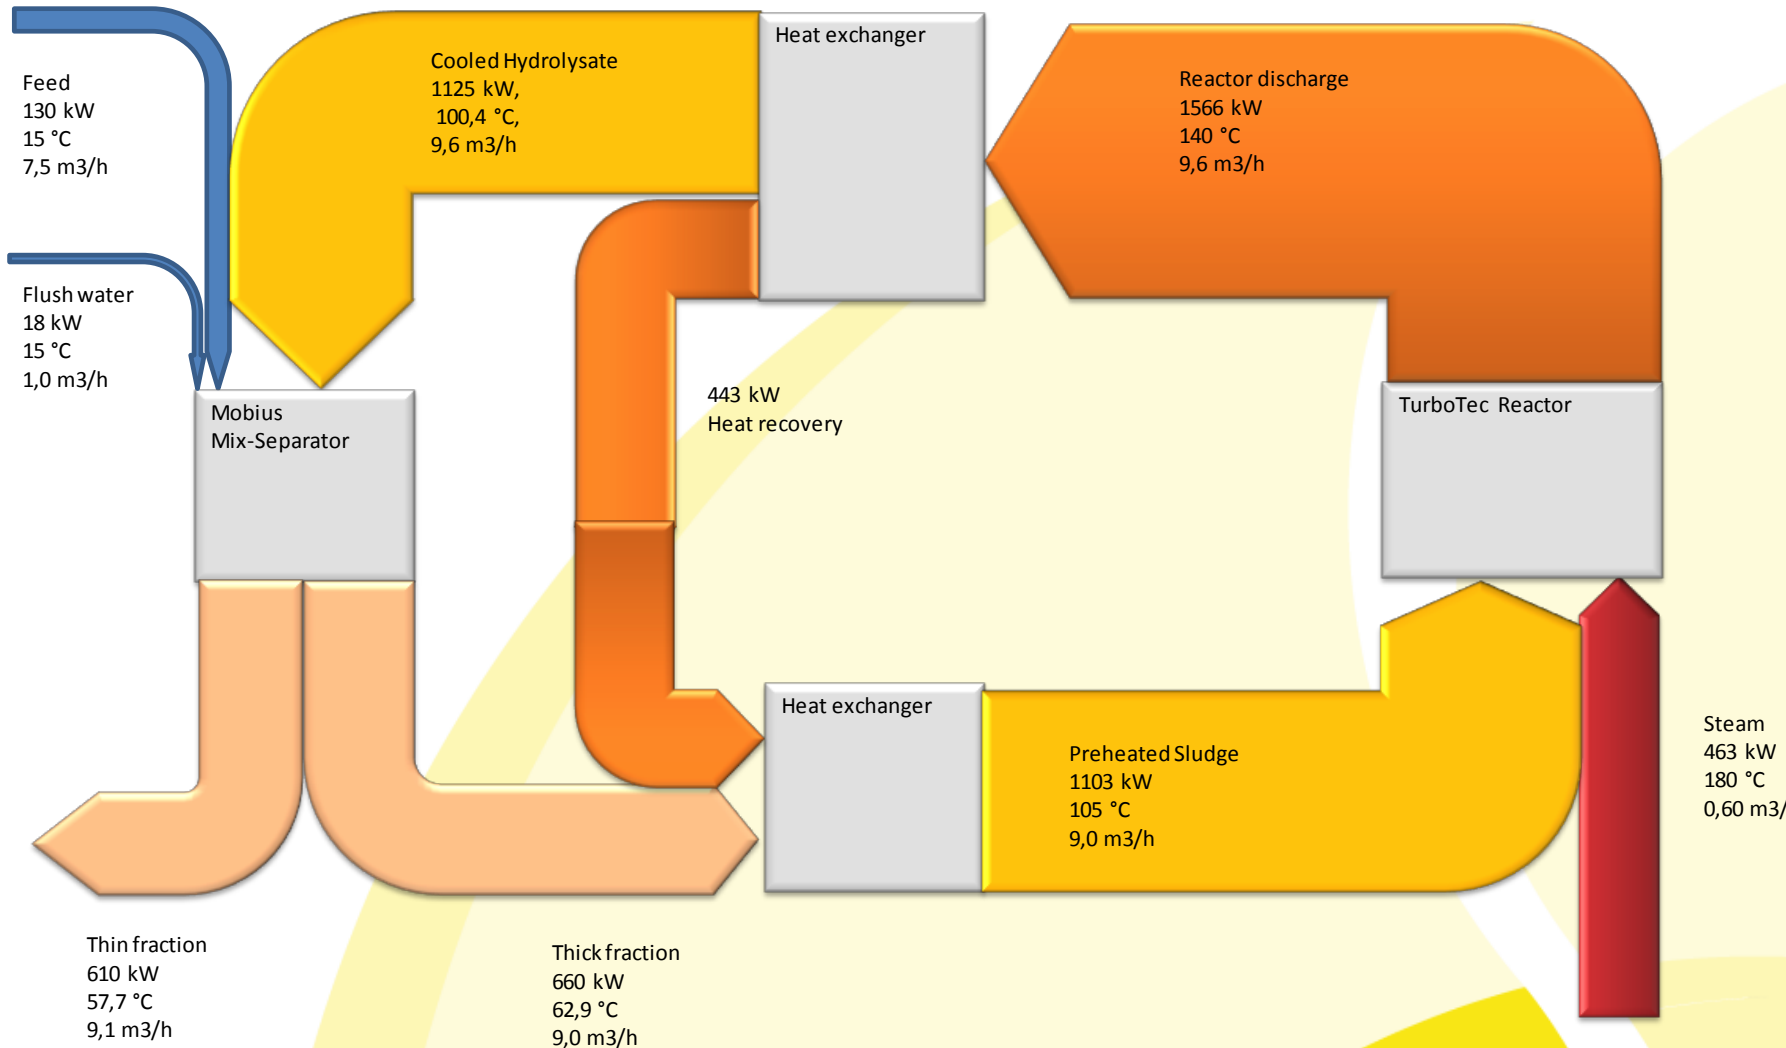 Feed
130 kW
15 °C
7,5 m3/h
Flush water
18 kW
15 °C
1,0 m3/h
Cooled Hydrolysate
1125 kW,
100,4 °C,
9,6 m3/h
Heat exchanger
Reactor discharge
1566 kW
140 °C
9,6 m3/h
Mobius
Mix-Separator
443 kW
Heat recovery
TurboTec Reactor
Heat exchanger
Preheated Sludge
1103 kW
105 °C
9,0 m3/h
Steam
463 kW
180 °C
0,60 m3/
Thin fraction
610 kW
57,7 °C
9,1 m3/h
Thick fraction
660 kW
62,9 °C
9,0 m3/h